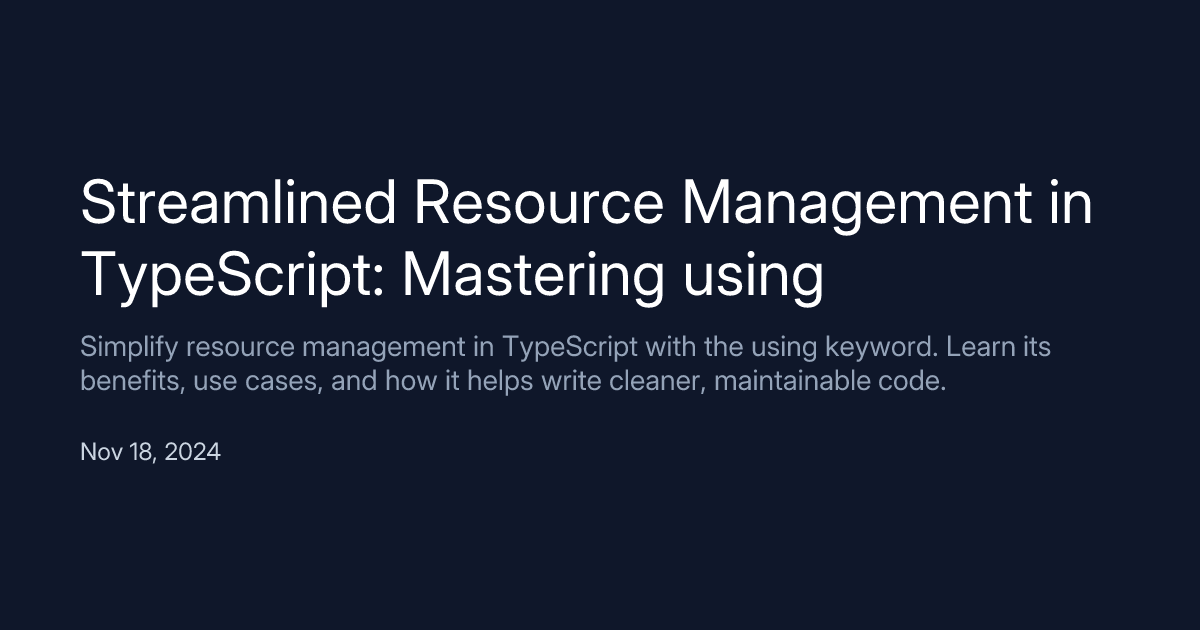 Streamlined Resource Management in
TypeScript: Mastering using
Simplify resource management in TypeScript with the using keyword. Learn its
benefits, use cases, and how it helps write cleaner, maintainable code.
Nov 18, 2024